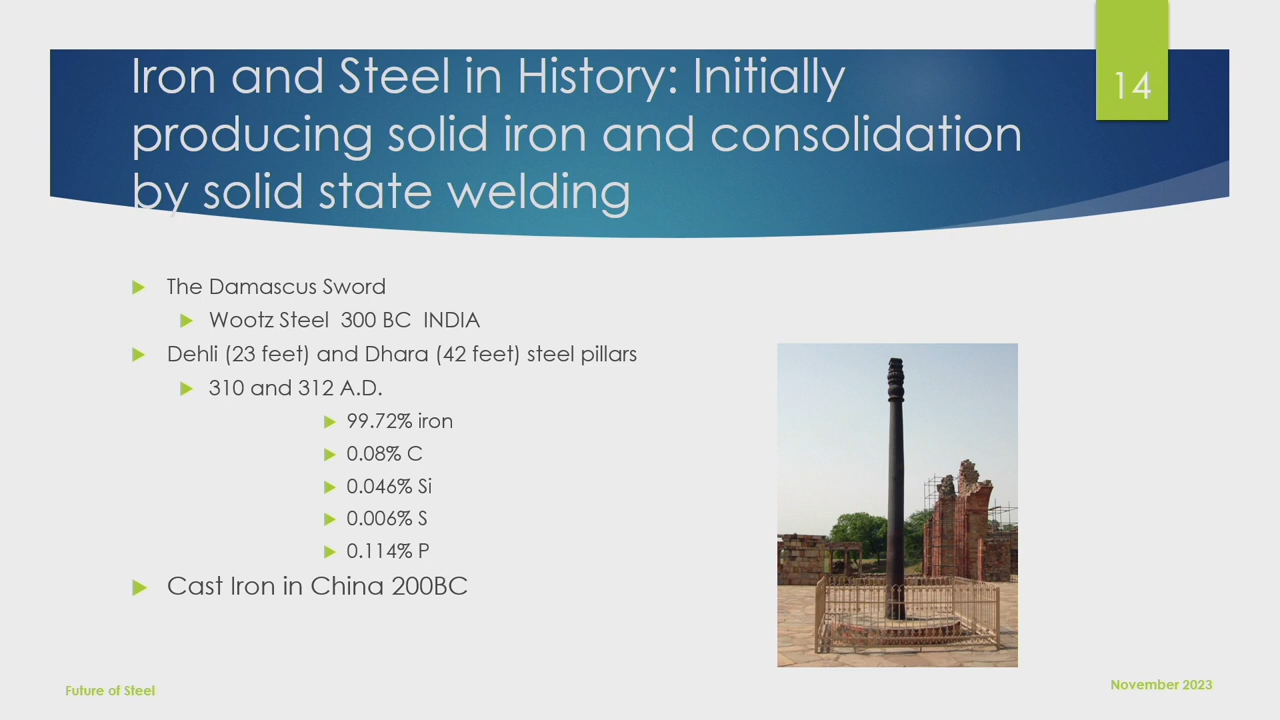 Iron and Steel in History: Initially
producing solid iron and consolidation
by solid state welding
14
The Damascus Sword
Wootz Steel  300 BC  INDIA
Dehli (23 feet) and Dhara (42 feet) steel pillars
310 and 312 A.D.
99.72% iron
0.08% C
0.046% Si
0.006% S
0.114% P
Cast Iron in China 200BC
Future of Steel
November 2023